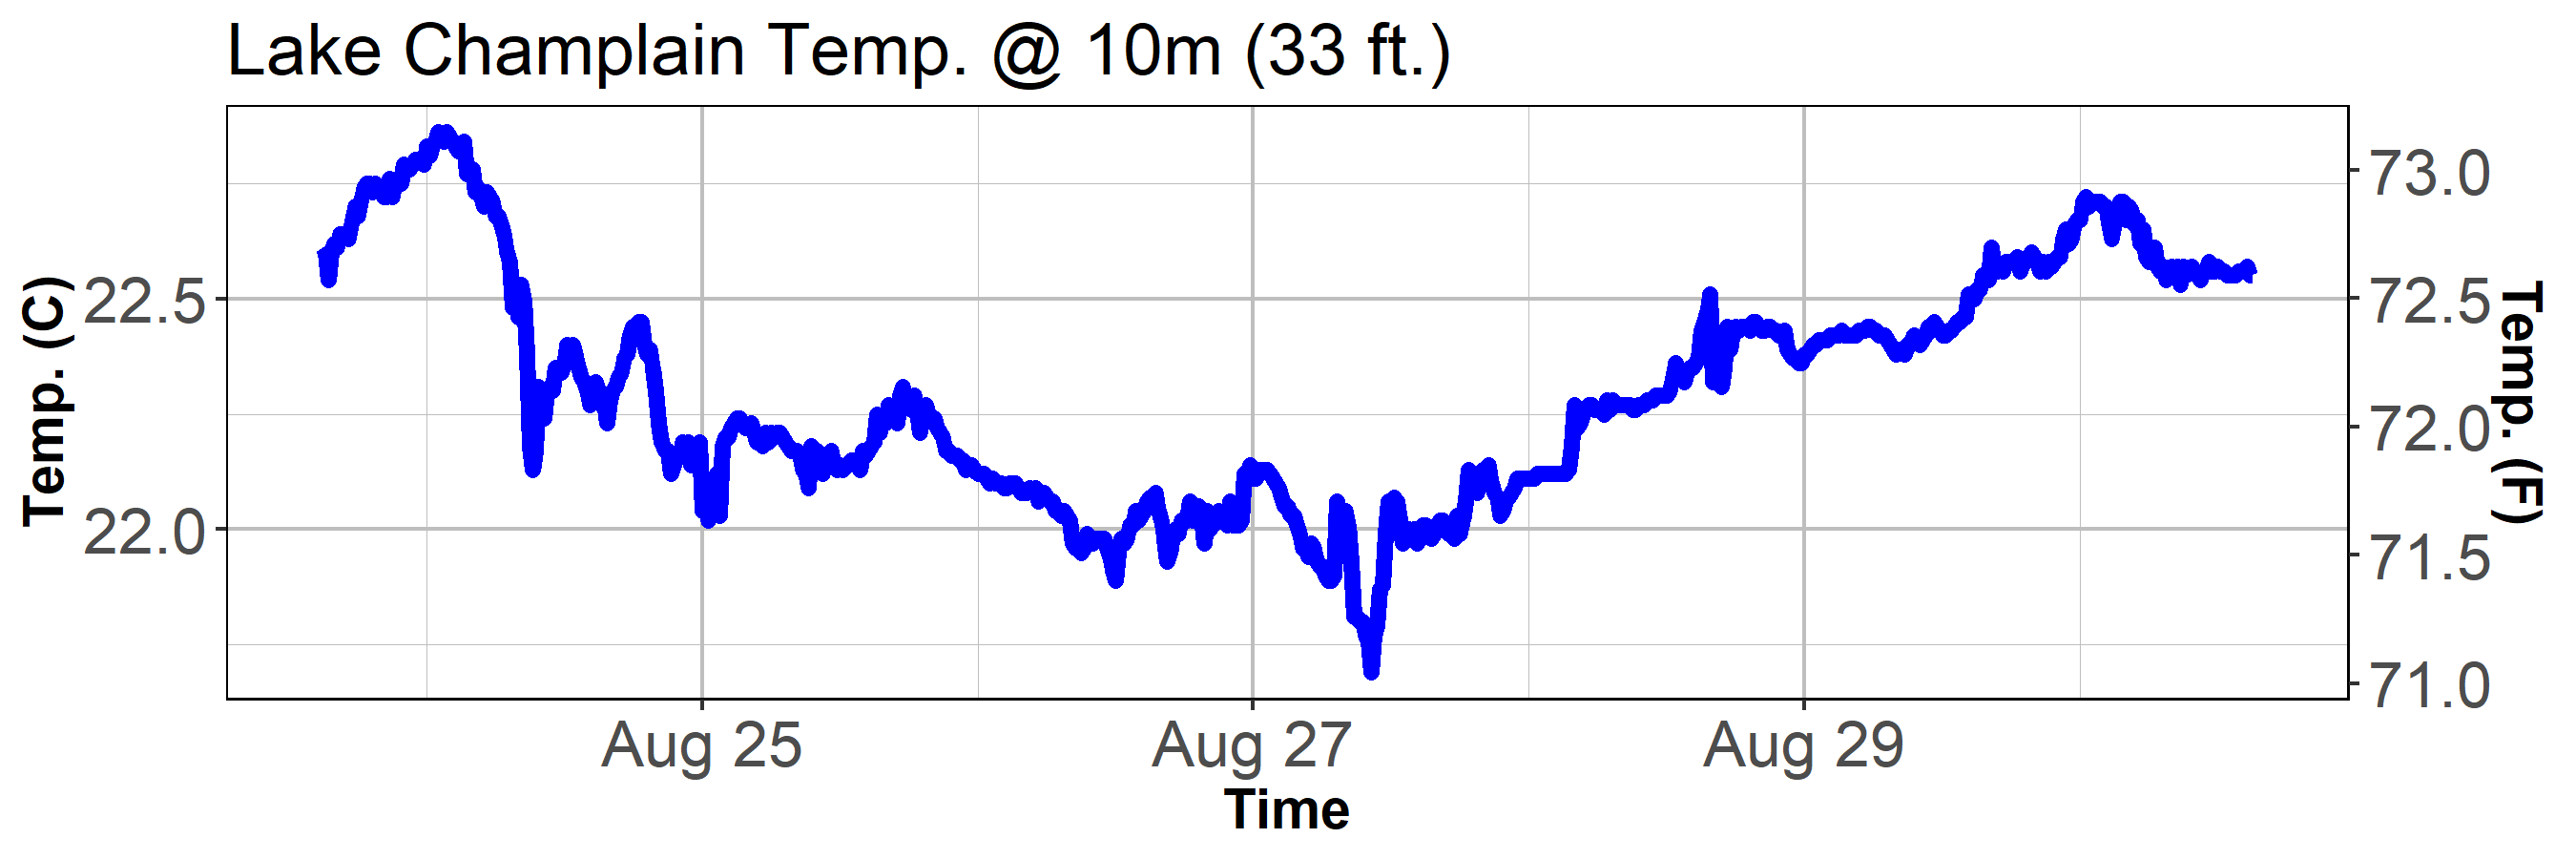 Lake Champlain Temp. @ 10m (33 ft.)
Temp. (C)
22.5
22.0
73.0
72.5
72.0
71.5
71.0
Temp. (F)
Aug 25
Aug 27
Aug 29
Time